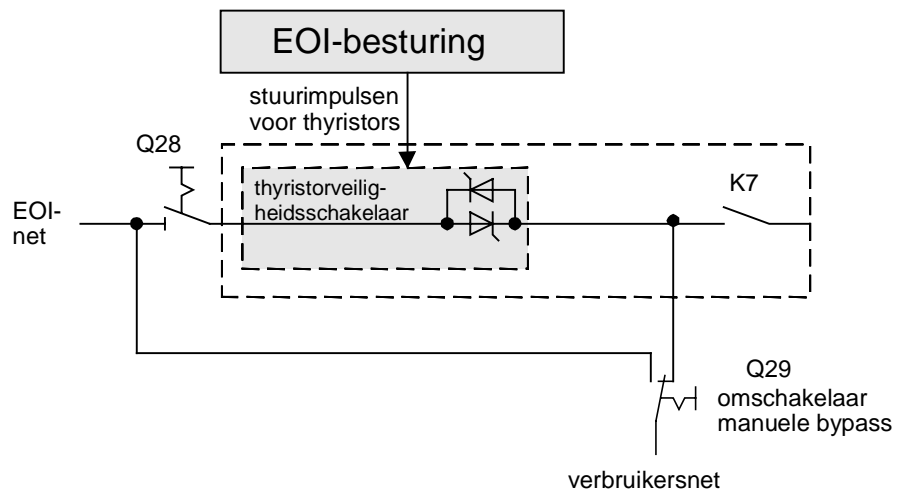 EOI-besturing
stuurimpulsen
voor thyristors
Q28
thyristorveilig-
heidsschakelaar
K7
EOI-
net
Q29
omschakelaar
manuele bypass
verbruikersnet